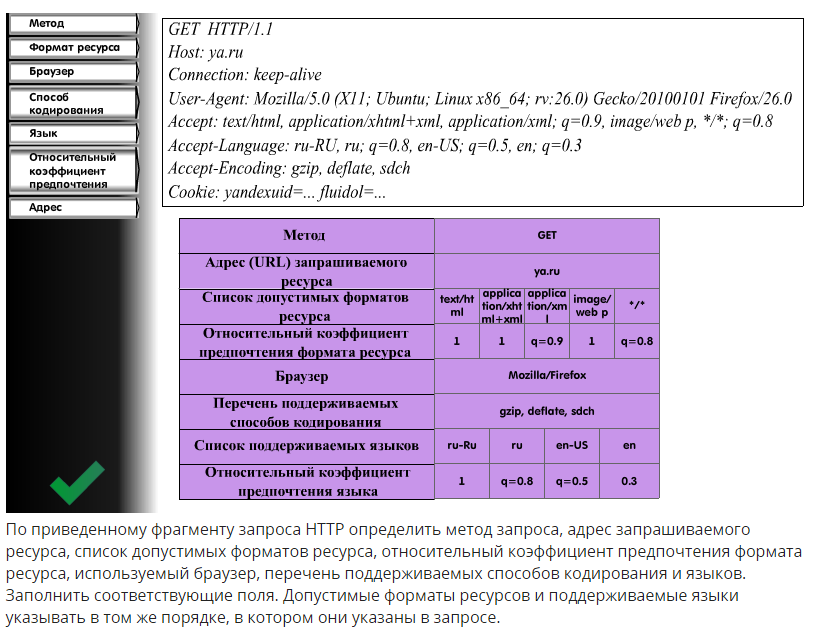 Метод
Формат ресурса
Браузер
Способ
кодирования
Язык
Относительный
коэффициент
предпочтения
Адрес
GET HTTP/1.1
Host: ya.ru
Connection: keep-alive
User-Agent: Mozilla/5.0 (X11; Ubuntu; Linux x86_64; rv:26.0) Gecko/20100101 Firefox/26.0
Accept: text/html, application/xhtml+xml, application/xml; q=0.9, image/web p, */*; q=0.8
Accept-Language: ru-RU, ru; q=0.8, en-US; q=0.5, en; q=0.3
Accept-Encoding: gzip, deflate, sdch
Cookie: yandexuid=... fluidol=...
Метод GET
Адрес (URL) запрашиваемого
ресурса
ya.ru
Список допустимых форматов
ресурса
text/ht
ml
applica
tion/xht
ml+xml
applica
tion/xm
l
image/
web p
*/*
Относительный коэффициент
предпочтения формата ресурса
1 1 q=0.9 1 q=0.8
Браузер Mozilla/Firefox
Перечень поддерживаемых
способов кодирования
gzip, deflate, sdch
Список поддерживаемых языков ru-Ru ru en-US en
Относительный коэффициент
предпочтения языка
1 q=0.8 q=0.5 0.3
По приведенному фрагменту запроса HTTP определить метод запроса, адрес запрашиваемого
ресурса, список допустимых форматов ресурса, относительный коэффициент предпочтения формата
ресурса, используемый браузер, перечень поддерживаемых способов кодирования и языков.
Заполнить соответствующие поля. Допустимые форматы ресурсов и поддерживаемые языки
указывать в том же порядке, в котором они указаны в запросе.